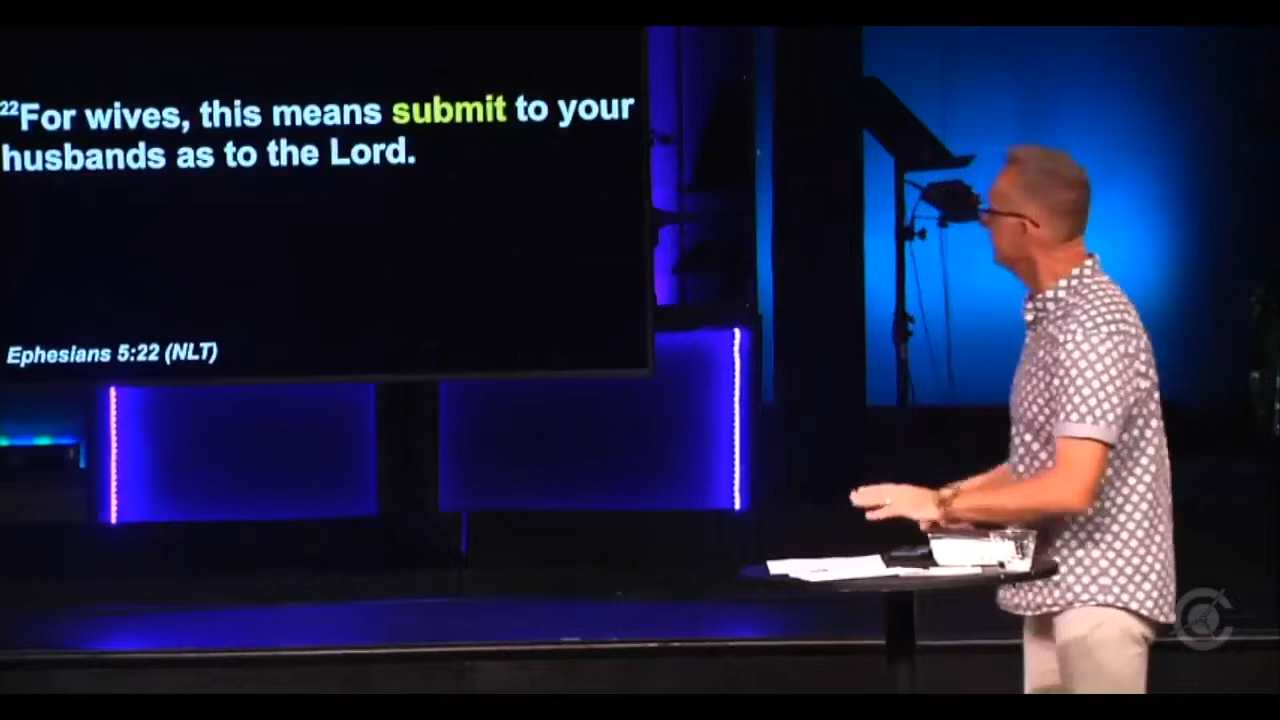 ²²For wives, this means submit to your
husbands as to the Lord.
Ephesians 5:22 (NLT)